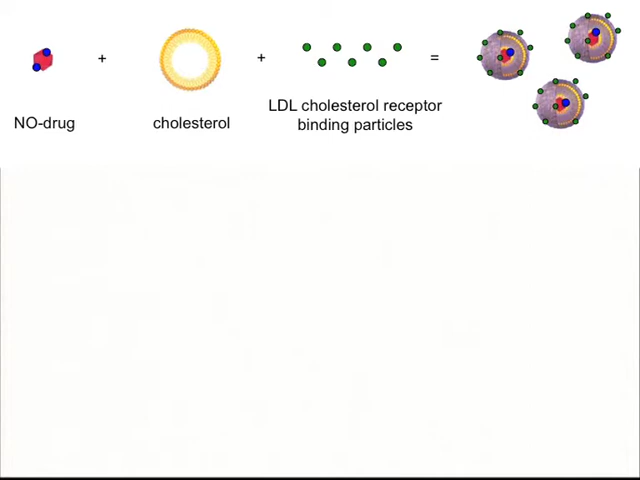 + + =
NO-drug cholesterol LDL cholesterol receptor
binding particles